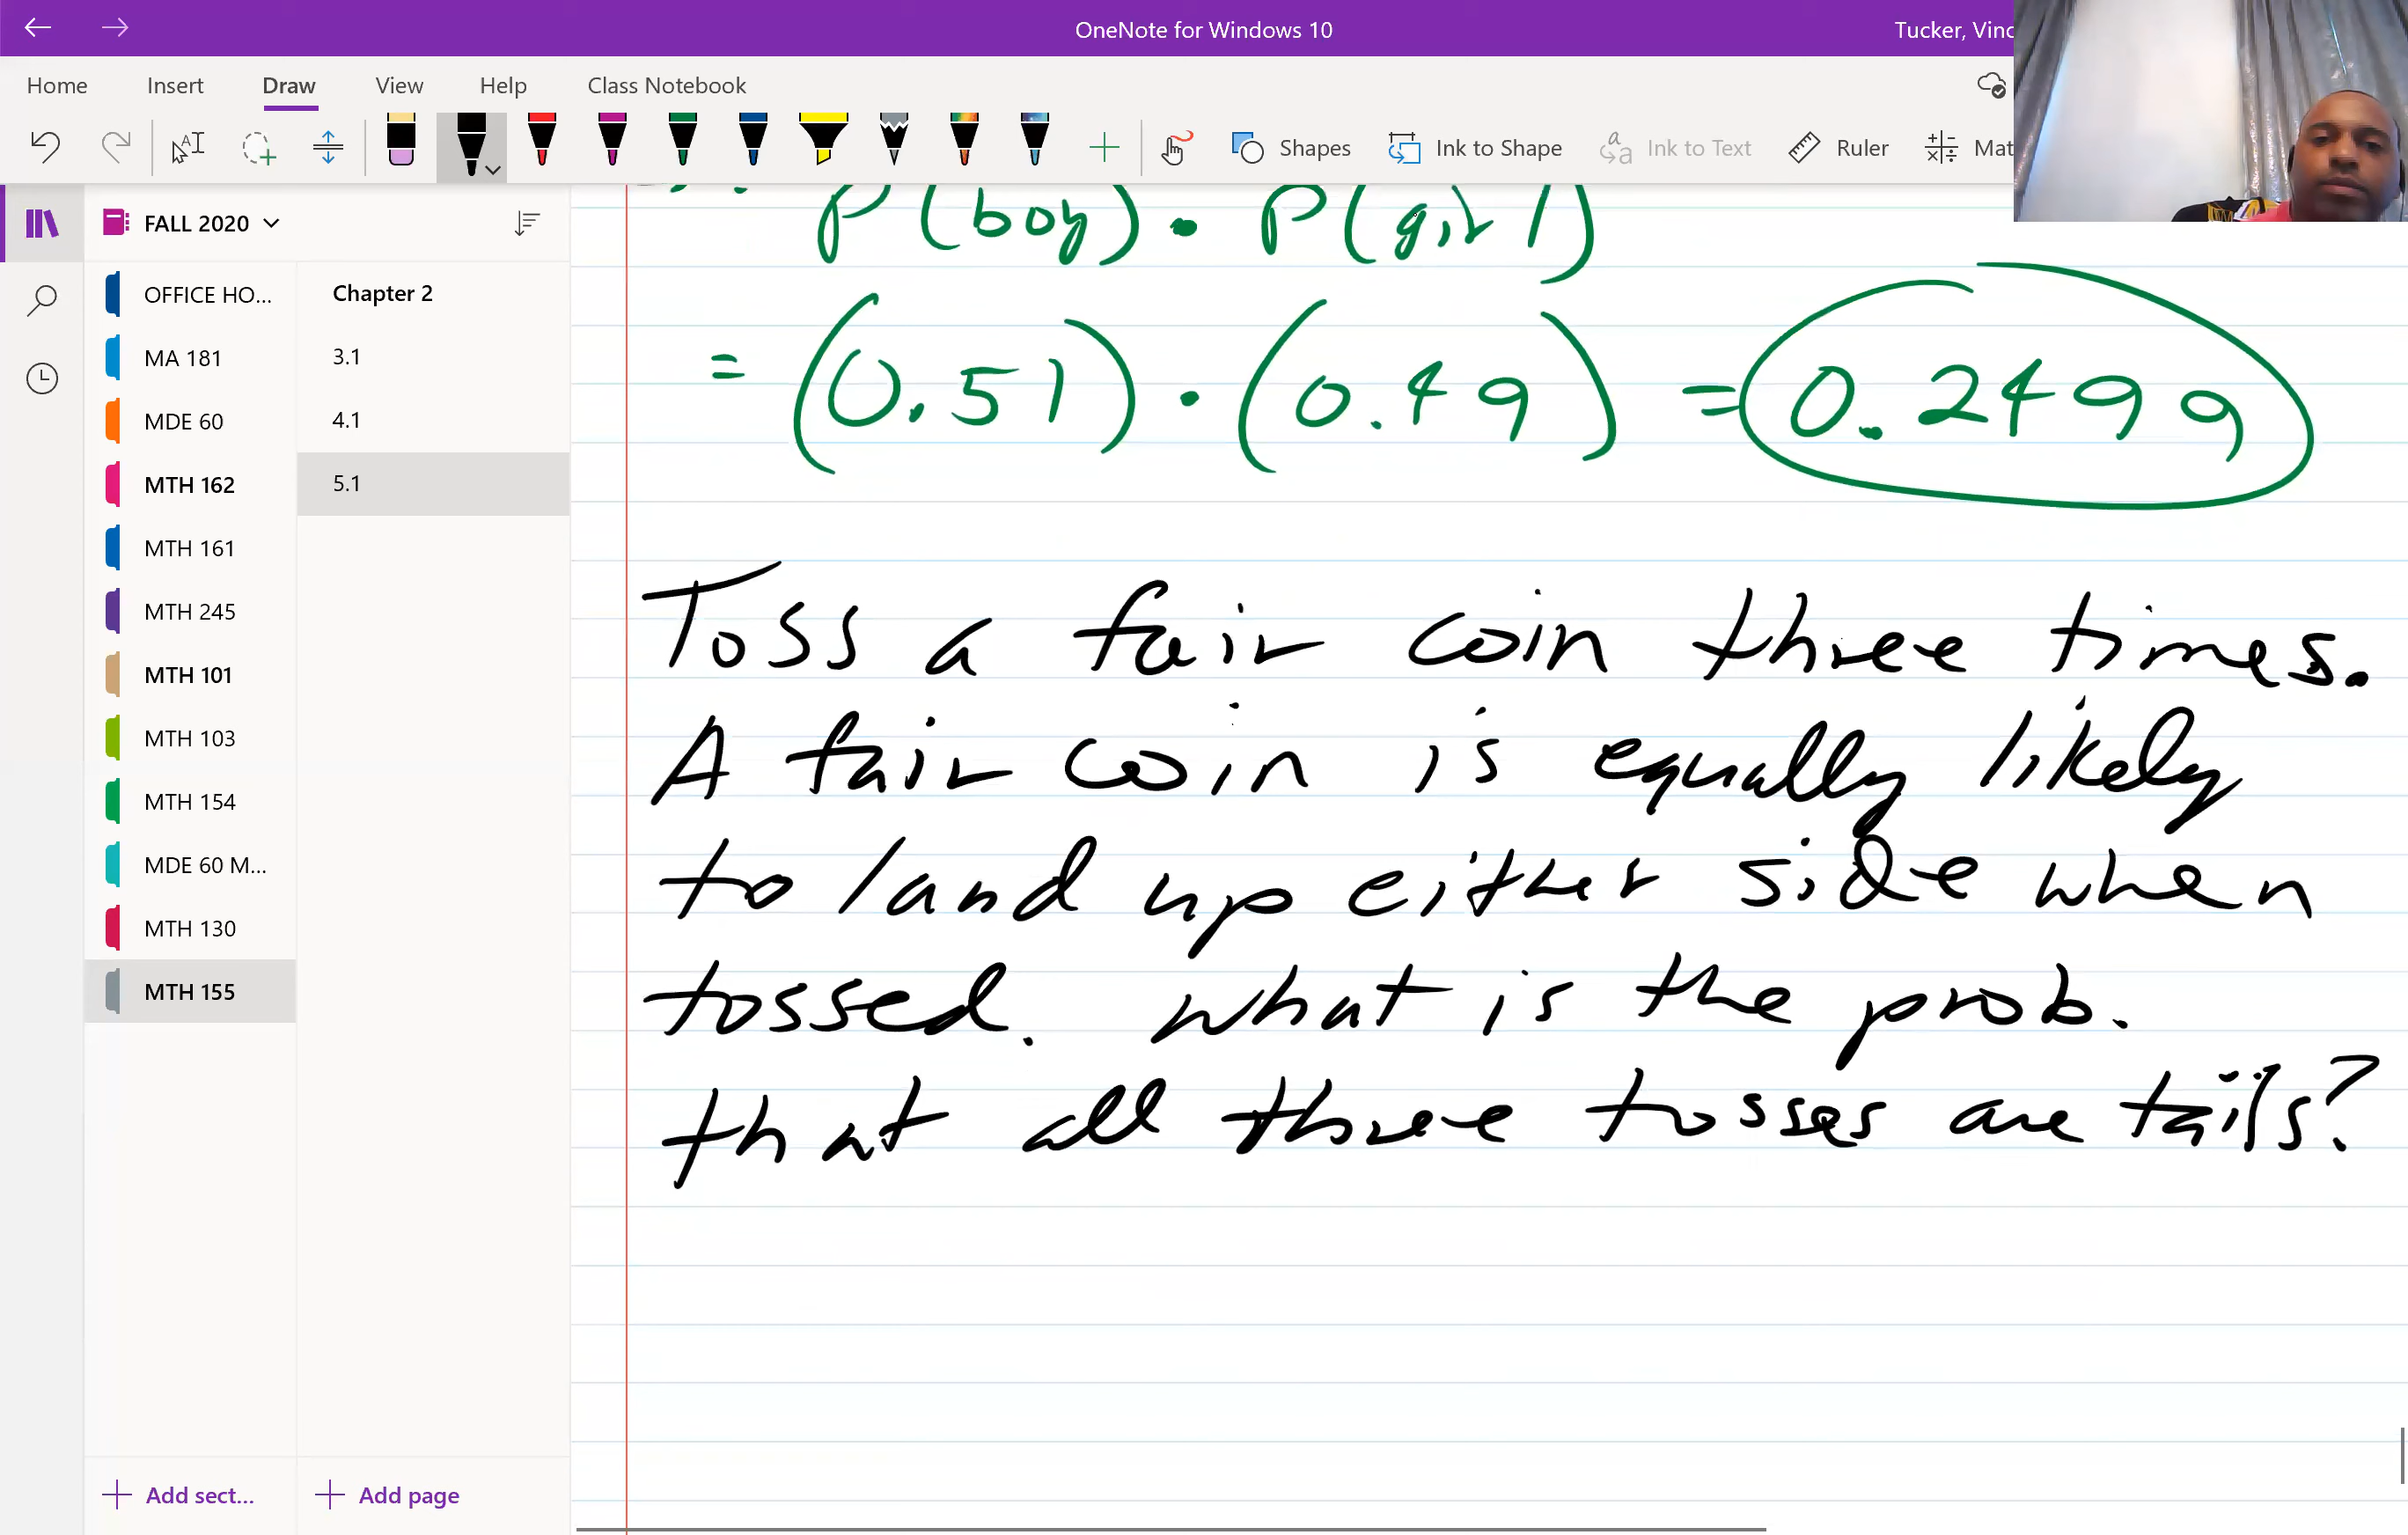 OneNote for Windows 10
Tucker, Vinc
Home Insert Draw View Help Class Notebook
Shapes Ink to Shape Ink to Text Ruler Mat
FALL 2020
OFFICE HO...
MA 181
MDE 60
MTH 162
MTH 161
MTH 245
MTH 101
MTH 103
MTH 154
MDE 60 M...
MTH 130
MTH 155
Add sect...
Chapter 2
3.1
4.1
5.1
Add page
P(boy) • P(girl)
= (0.51) • (0.49) = 0.2499
Toss a fair coin three times.
A fair coin is equally likely
to land up either side when
tossed. What is the prob.
that all three tosses are tails?